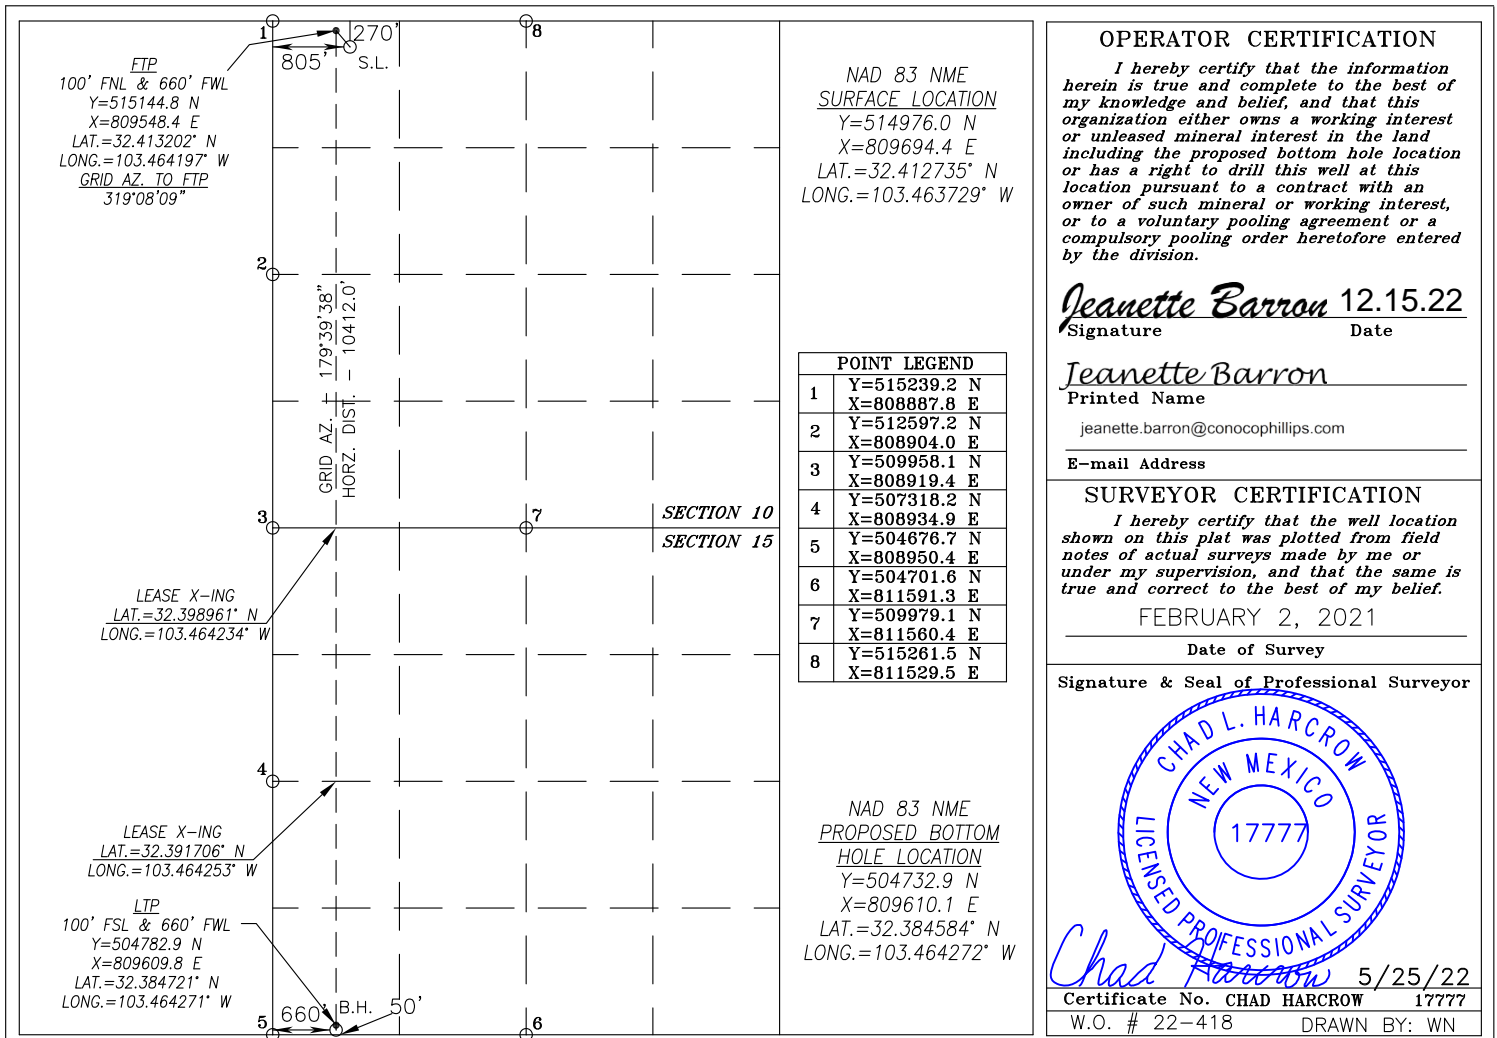 1
8
270'
805'
S.L.
FTP
100' FNL & 660' FWL
Y=515144.8 N
X=809548.4 E
LAT.=32.413202° N
LONG.=103.464197° W
GRID AZ. TO FTP
319°08'09"
2
GRID AZ. - 179°39'38"
HORZ. DIST. - 10412.0'
3
7
SECTION 10
SECTION 15
LEASE X-ING
LAT.=32.398961° N
LONG.=103.464234° W
4
LEASE X-ING
LAT.=32.391706° N
LONG.=103.464253° W
LTP
100' FSL & 660' FWL
Y=504782.9 N
X=809609.8 E
LAT.=32.384721° N
LONG.=103.464271° W
5
660'
B.H.
50'
6
NAD 83 NME
SURFACE LOCATION
Y=514976.0 N
X=809694.4 E
LAT.=32.412735° N
LONG.=103.463729° W
POINT LEGEND
1 Y=515239.2 N
X=808887.8 E
2 Y=512597.2 N
X=808904.0 E
3 Y=509958.1 N
X=808919.4 E
4 Y=507318.2 N
X=808934.9 E
5 Y=504676.7 N
X=808950.4 E
6 Y=504701.6 N
X=811591.3 E
7 Y=509979.1 N
X=811560.4 E
8 Y=515261.5 N
X=811529.5 E
NAD 83 NME
PROPOSED BOTTOM
HOLE LOCATION
Y=504732.9 N
X=809610.1 E
LAT.=32.384584° N
LONG.=103.464272° W
OPERATOR CERTIFICATION
I hereby certify that the information
herein is true and complete to the best of
my knowledge and belief, and that this
organization either owns a working interest
or unleased mineral interest in the land
including the proposed bottom hole location
or has a right to drill this well at this
location pursuant to a contract with an
owner of such mineral or working interest,
or to a voluntary pooling agreement or a
compulsory pooling order heretofore entered
by the division.
Jeanette Barron 12.15.22
Signature Date
Jeanette Barron
Printed Name
jeanette.barron@conocophillips.com
E-mail Address
SURVEYOR CERTIFICATION
I hereby certify that the well location
shown on this plat was plotted from field
notes of actual surveys made by me or
under my supervision, and that the same is
true and correct to the best of my belief.
FEBRUARY 2, 2021
Date of Survey
Signature & Seal of Professional Surveyor
CHAD L. HARCROW
NEW MEXICO
17777
LICENSED PROFESSIONAL SURVEYOR
Chad Harcrow 5/25/22
Certificate No. CHAD HARCROW 17777
W.O. # 22-418 DRAWN BY: WN